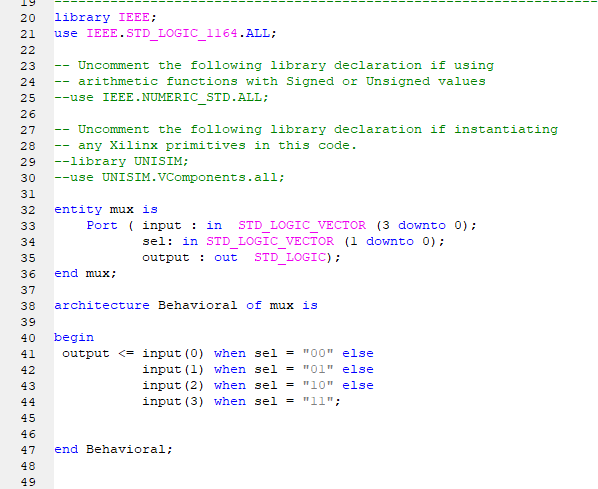 19 --------------------------------------------------------------------
20 library IEEE;
21 use IEEE.STD_LOGIC_1164.ALL;
22
23 -- Uncomment the following library declaration if using
24 -- arithmetic functions with Signed or Unsigned values
25 --use IEEE.NUMERIC_STD.ALL;
26
27 -- Uncomment the following library declaration if instantiating
28 -- any Xilinx primitives in this code.
29 --library UNISIM;
30 --use UNISIM.VComponents.all;
31
32 entity mux is
33     Port ( input : in  STD_LOGIC_VECTOR (3 downto 0);
34            sel: in STD_LOGIC_VECTOR (1 downto 0);
35            output : out  STD_LOGIC);
36 end mux;
37
38 architecture Behavioral of mux is
39
40 begin
41  output <= input(0) when sel = "00" else
42            input(1) when sel = "01" else
43            input(2) when sel = "10" else
44            input(3) when sel = "11";
45
46
47 end Behavioral;
48
49